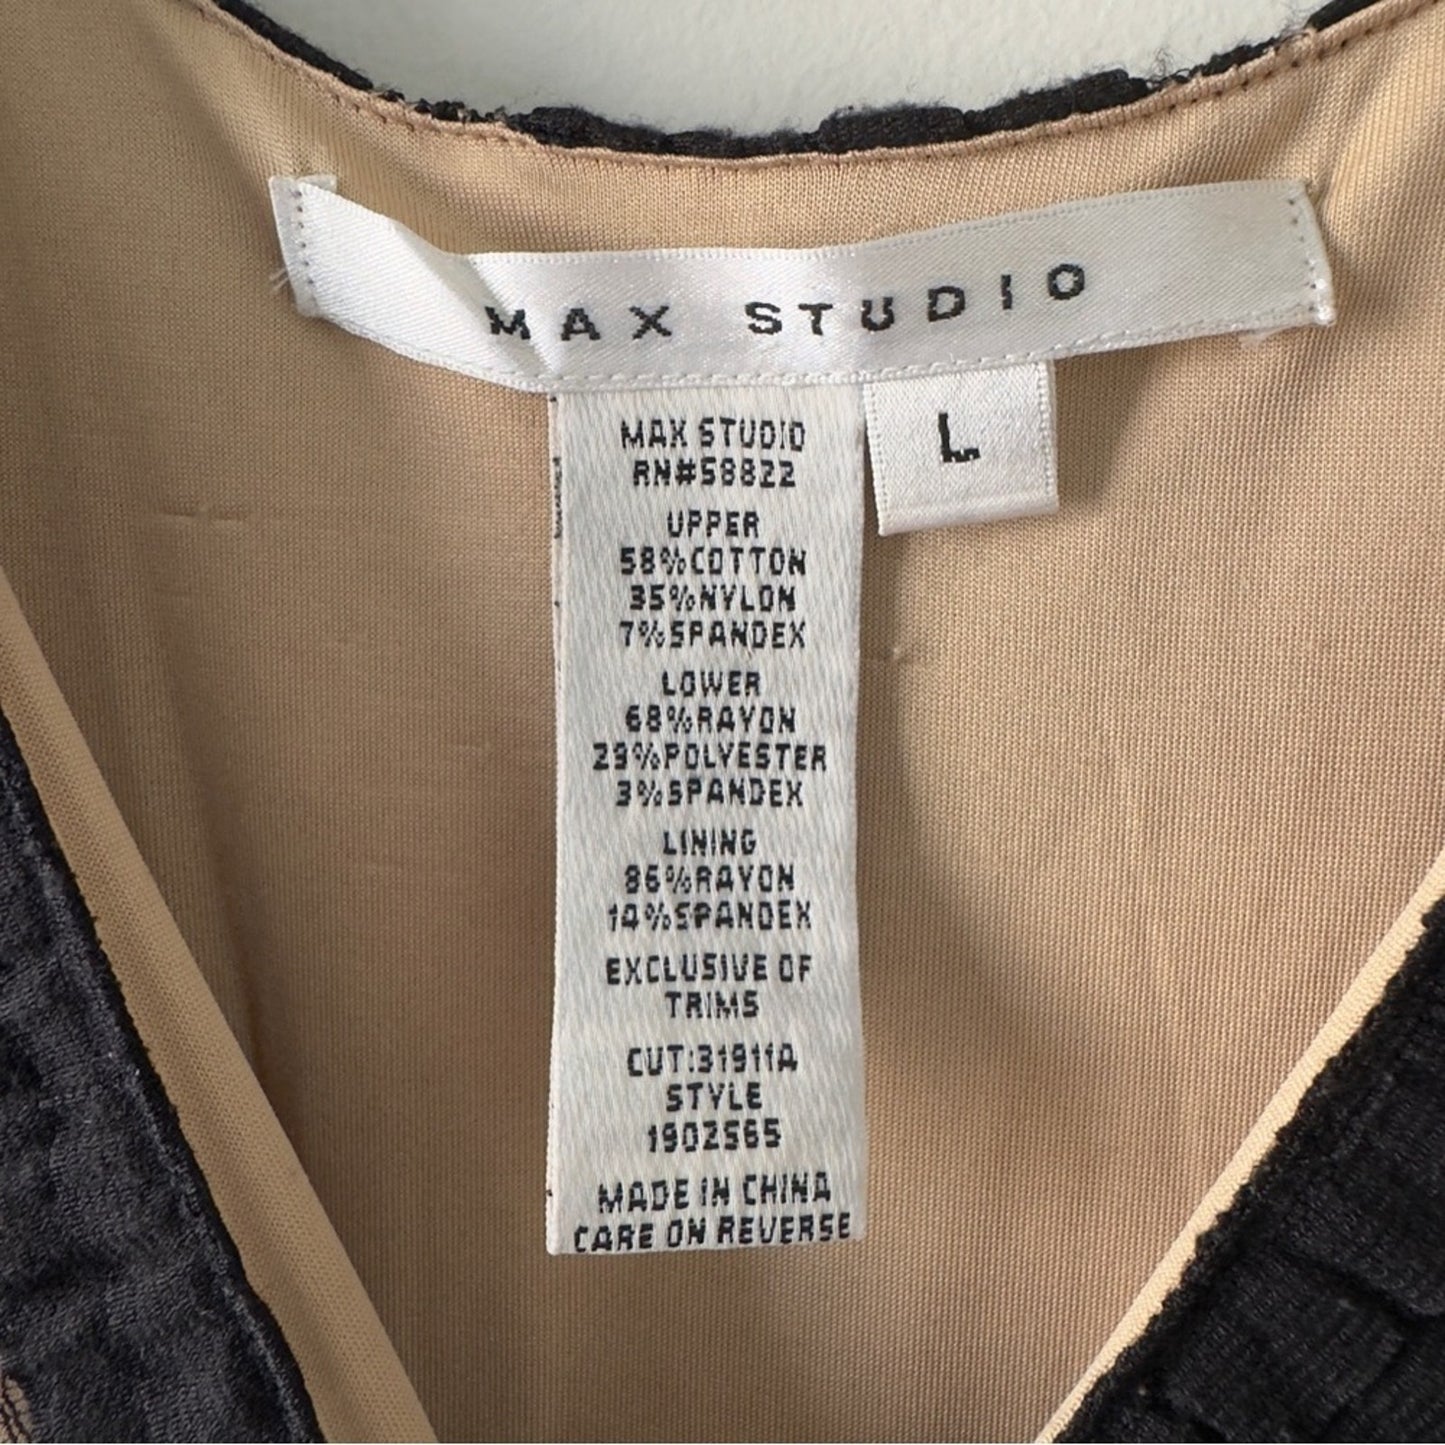 MAX STUDIO
L
MAX STUDIO
RN#58822
UPPER
58%COTTON
35%NYLON
7%SPANDEX
LOWER
68%RAYON
29%POLYESTER
3%SPANDEX
LINING
86%RAYON
14%SPANDEX
EXCLUSIVE OF
TRIMS
CUT:31911A
STYLE
1902S65
MADE IN CHINA
CARE ON REVERSE